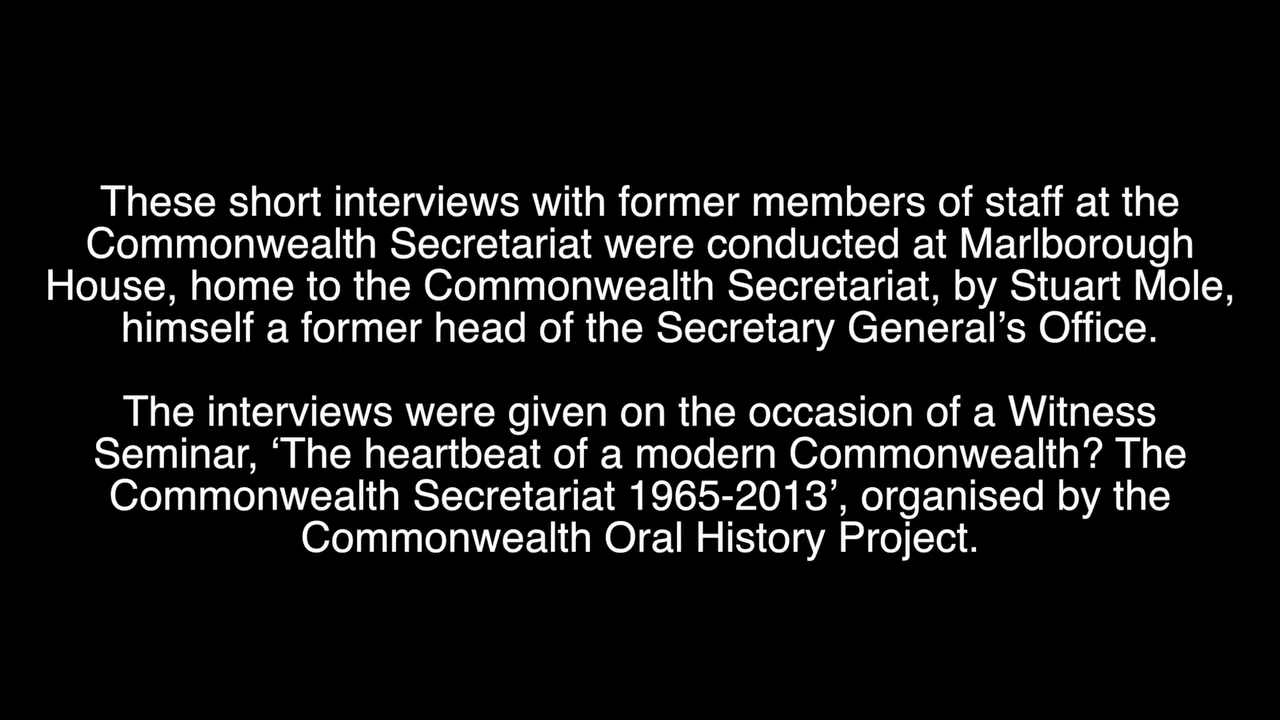 These short interviews with former members of staff at the
Commonwealth Secretariat were conducted at Marlborough
House, home to the Commonwealth Secretariat, by Stuart Mole,
himself a former head of the Secretary General’s Office.
The interviews were given on the occasion of a Witness
Seminar, ‘The heartbeat of a modern Commonwealth? The
Commonwealth Secretariat 1965-2013’, organised by the
Commonwealth Oral History Project.